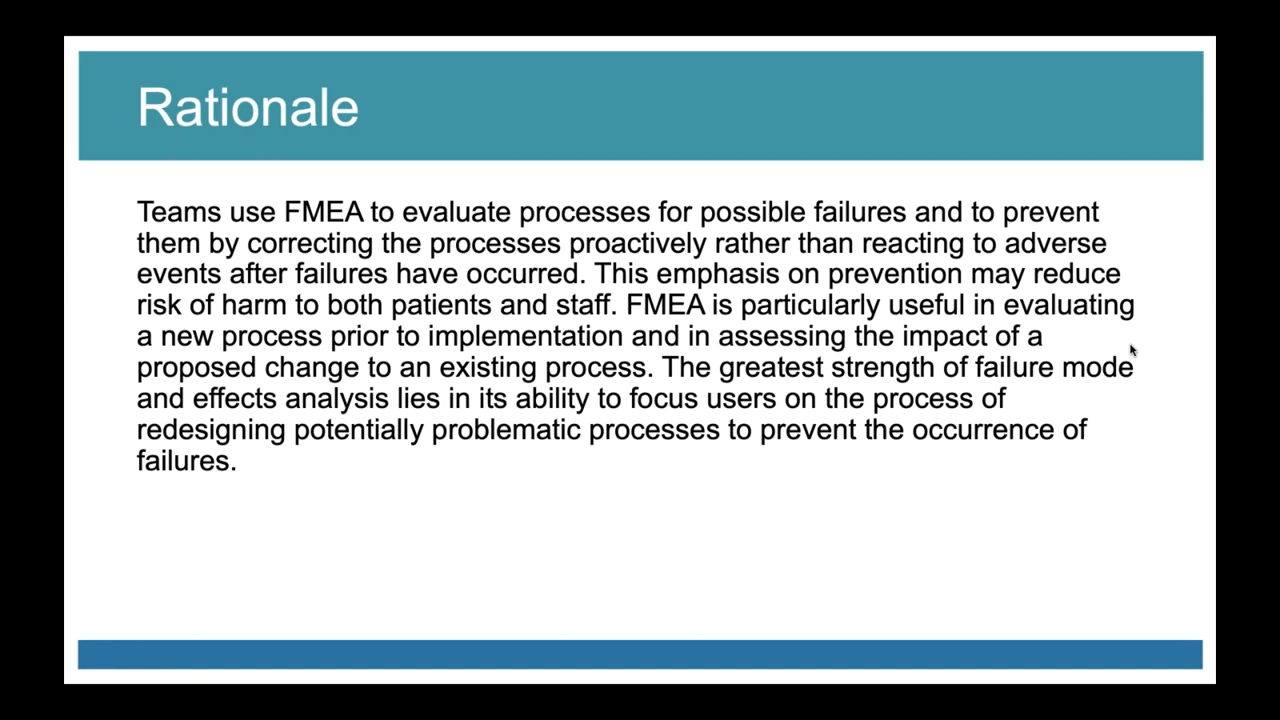 Rationale
Teams use FMEA to evaluate processes for possible failures and to prevent
them by correcting the processes proactively rather than reacting to adverse
events after failures have occurred. This emphasis on prevention may reduce
risk of harm to both patients and staff. FMEA is particularly useful in evaluating
a new process prior to implementation and in assessing the impact of a
proposed change to an existing process. The greatest strength of failure mode
and effects analysis lies in its ability to focus users on the process of
redesigning potentially problematic processes to prevent the occurrence of
failures.